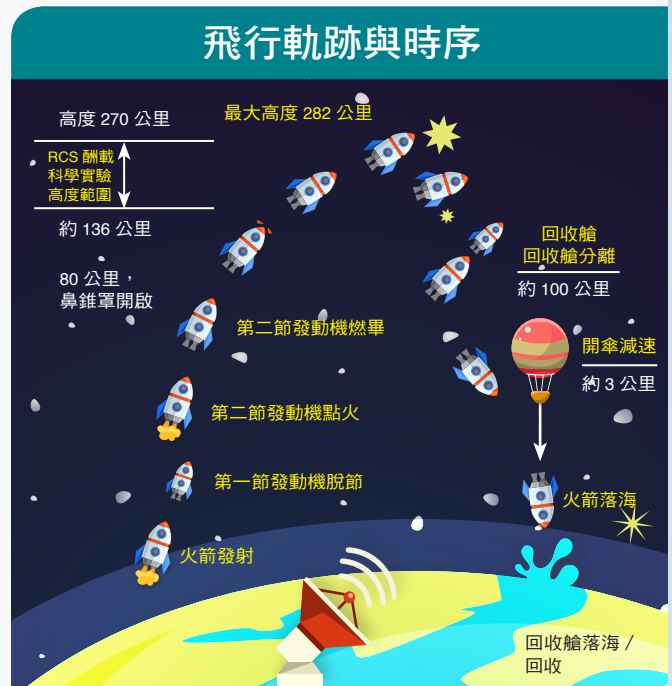 飛行軌跡與時序
高度 270 公里
最大高度 282 公里
RCS 酬載
科學實驗
高度範圍
約 136 公里
80 公里，
鼻錐罩開啟
第二節發動機燃畢
第二節發動機點火
第一節發動機脫節
火箭發射
回收艙
回收艙分離
約 100 公里
開傘減速
約 3 公里
火箭落海
回收艙落海 /
回收